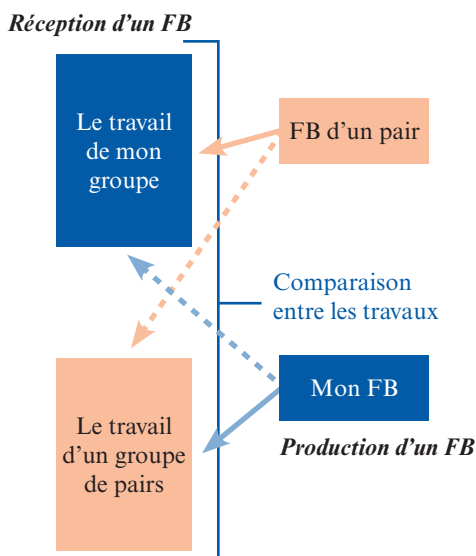 Réception d’un FB
Le travail
de mon
groupe
FB d’un pair
Comparaison
entre les travaux
Mon FB
Le travail
d’un groupe
de pairs
Production d’un FB